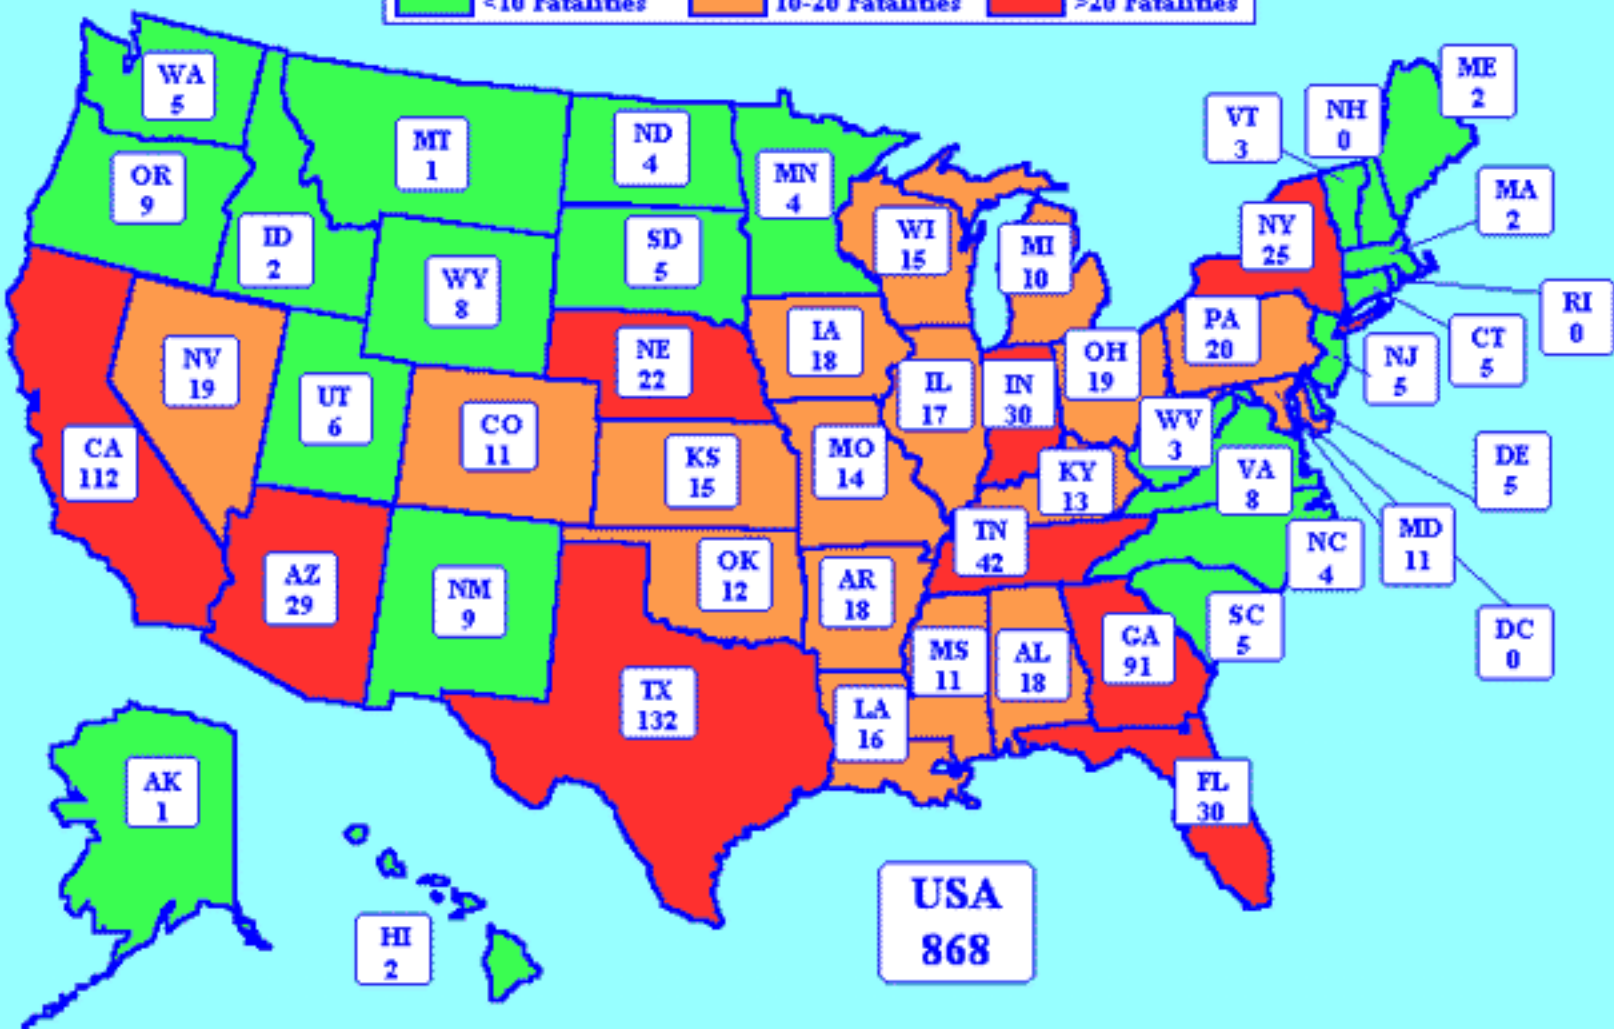 <10 Fatalities 10-20 Fatalities >20 Fatalities
WA
5
OR
9
ID
2
MT
1
WY
8
ND
4
SD
5
MN
4
WI
15
MI
10
VT
3
NH
0
ME
2
MA
2
NY
25
RI
0
CT
5
NJ
5
PA
20
OH
19
IN
30
IL
17
IA
18
NE
22
NV
19
UT
6
CO
11
CA
112
KS
15
MO
14
KY
13
WV
3
VA
8
DE
5
MD
11
DC
0
NC
4
SC
5
TN
42
AZ
29
NM
9
OK
12
AR
18
TX
132
LA
16
MS
11
AL
18
GA
91
FL
30
AK
1
HI
2
USA
868